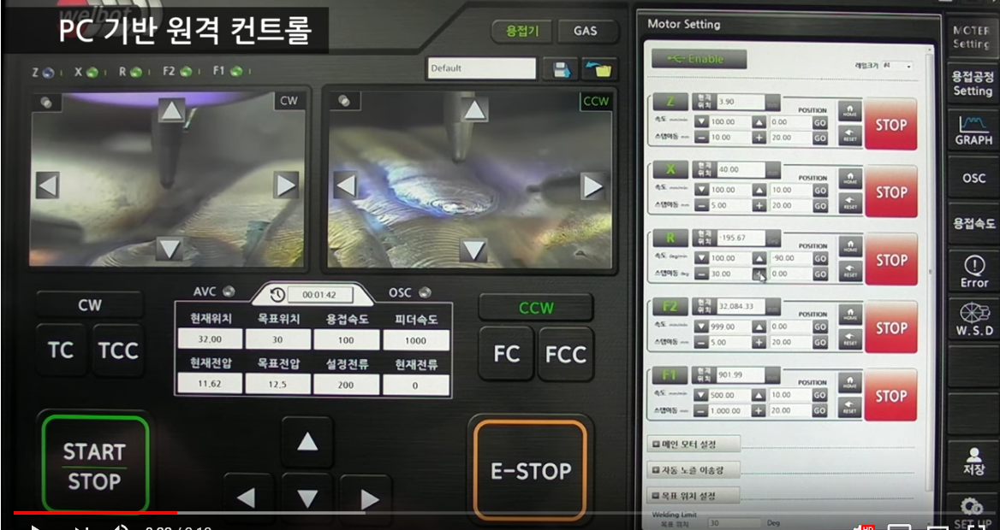 welbot
PC 기반 원격 컨트롤
용접기
GAS
Z X R F2 F1
Default
CW
CCW
CW
TC
TCC
AVC
00:01:42
OSC
현재위치 목표위치 용접속도 피더속도
32.00 30 100 1000
현재전압 목표전압 설정전류 현재전류
11.62 12.5 200 0
CCW
FC
FCC
START
STOP
E-STOP
Motor Setting
Enable
레일크기 #4
Z 현재위치 3.90 mm
POSITION
HOME
속도 mm/min 100.00 0.00 GO
STOP
스텝이동 mm 10.00 20.00 GO
RESET
X 현재위치 40.00
POSITION
HOME
속도 mm/min 100.00 10.00 GO
STOP
스텝이동 mm 5.00 20.00 GO
RESET
R 현재위치 -195.67 deg
POSITION
HOME
속도 deg/min 100.00 -90.00 GO
STOP
스텝이동 deg 30.00 0.00 GO
RESET
F2 현재위치 32,084.33 mm
POSITION
HOME
속도 mm/min 999.00 0.00 GO
STOP
스텝이동 mm 5.00 20.00 GO
RESET
F1 현재위치 901.99 mm
POSITION
HOME
속도 mm/min 500.00 10.00 GO
STOP
스텝이동 mm 1,000.00 20.00 GO
RESET
메인 모터 설정
자동 노즐 이송량
목표 위치 설정
Welding Limit
목표 위치 30 Deg
MOTER
Setting
용접공정
Setting
GRAPH
OSC
용접속도
Error
W.S.D
저장
SET UP
HD